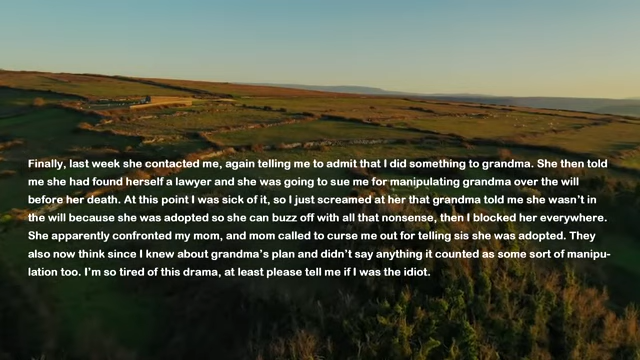 Finally, last week she contacted me, again telling me to admit that I did something to grandma. She then told
me she had found herself a lawyer and she was going to sue me for manipulating grandma over the will
before her death. At this point I was sick of it, so I just screamed at her that grandma told me she wasn't in
the will because she was adopted so she can buzz off with all that nonsense, then I blocked her everywhere.
She apparently confronted my mom, and mom called to curse me out for telling sis she was adopted. They
also now think since I knew about grandma's plan and didn't say anything it counted as some sort of manipu-
lation too. I'm so tired of this drama, at least please tell me if I was the idiot.